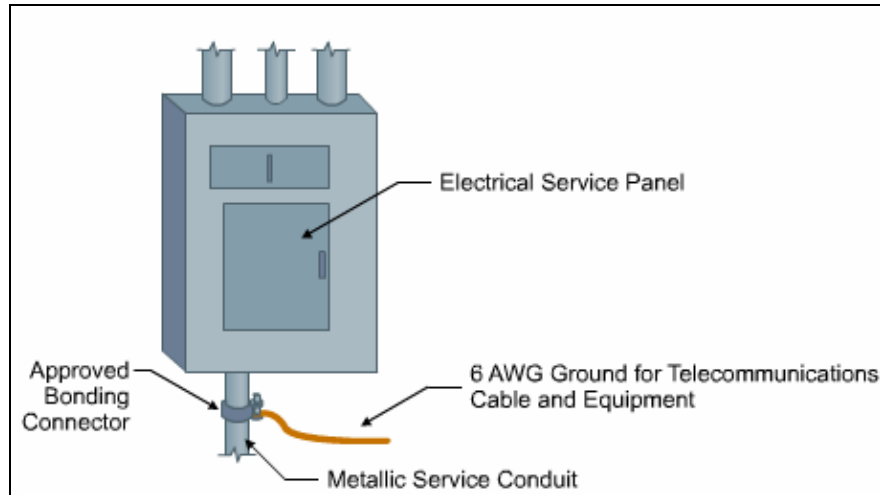 Electrical Service Panel
Approved
Bonding
Connector
6 AWG Ground for Telecommunications
Cable and Equipment
Metallic Service Conduit